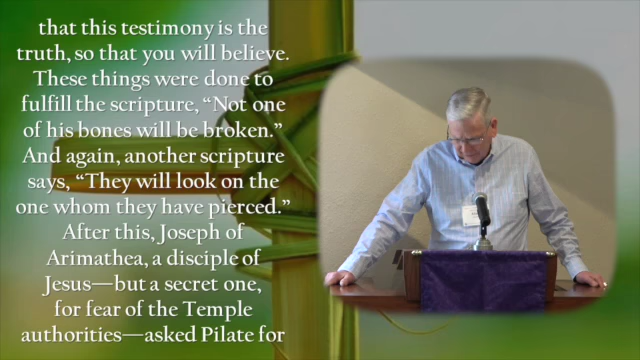 that this testimony is the
truth, so that you will believe.
These things were done to
fulfill the scripture, “Not one
of his bones will be broken.”
And again, another scripture
says, “They will look on the
one whom they have pierced.”
After this, Joseph of
Arimathea, a disciple of
Jesus—but a secret one,
for fear of the Temple
authorities—asked Pilate for